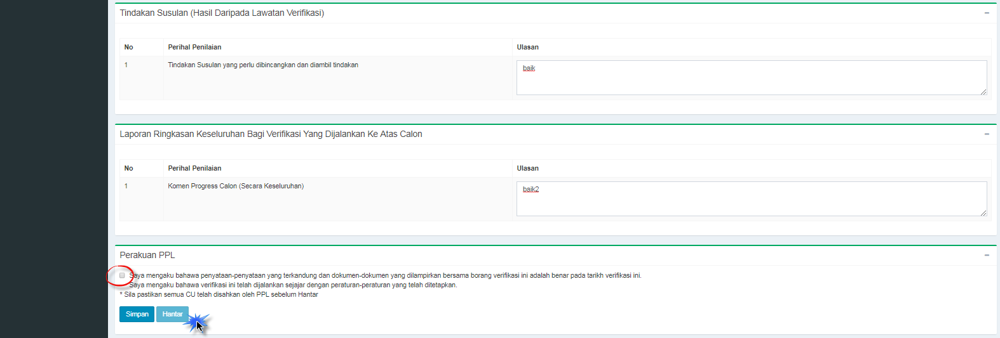 Tindakan Susulan (Hasil Daripada Lawatan Verifikasi)
No Perihal Penilaian Ulasan
1 Tindakan Susulan yang perlu dibincangkan dan diambil tindakan baik
Laporan Ringkasan Keseluruhan Bagi Verifikasi Yang Dijalankan Ke Atas Calon
No Perihal Penilaian Ulasan
1 Komen Progress Calon (Secara Keseluruhan) baik2
Perakuan PPL
Saya mengaku bahawa penyataan-penyataan yang terkandung dan dokumen-dokumen yang dilampirkan bersama borang verifikasi ini adalah benar pada tarikh verifikasi ini.
Saya mengaku bahawa verifikasi ini telah dijalankan sejajar dengan peraturan-peraturan yang telah ditetapkan.
* Sila pastikan semua CU telah disahkan oleh PPL sebelum Hantar
Simpan Hantar